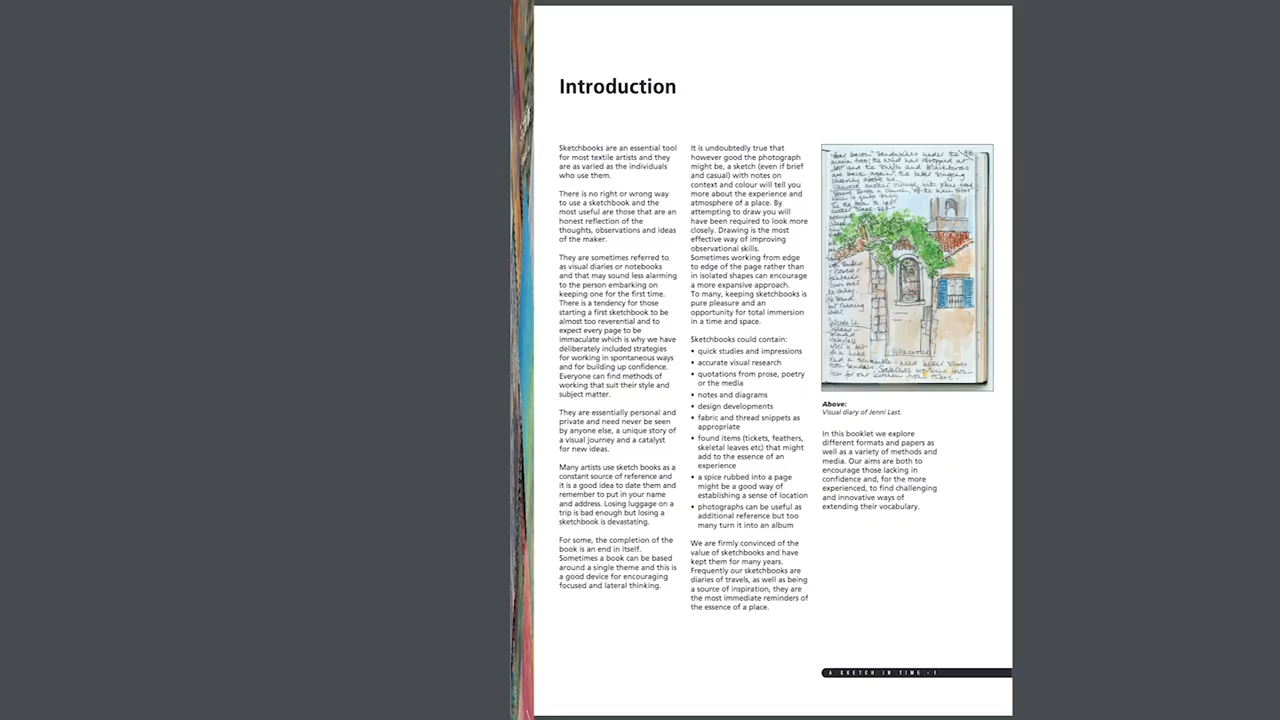 Introduction
Sketchbooks are an essential tool
for most textile artists and they
are as varied as the individuals
who use them.
There is no right or wrong way
to use a sketchbook and the
most useful are those that are an
honest reflection of the
thoughts, observations and ideas
of the maker.
They are sometimes referred to
as visual diaries or notebooks
and that may sound less alarming
to the person embarking on
keeping one for the first time.
There is a tendency for those
starting a first sketchbook to be
almost too reverential and to
expect every page to be
immaculate which is why we have
deliberately included strategies
for working in spontaneous ways
and for building up confidence.
Everyone can find methods of
working that suit their style and
subject matter.
They are essentially personal and
private and need never be seen
by anyone else, a unique story of
a visual journey and a catalyst
for new ideas.
Many artists use sketch books as a
constant source of reference and
it is a good idea to date them and
remember to put in your name
and address. Losing luggage on a
trip is bad enough but losing a
sketchbook is devastating.
For some, the completion of the
book is an end in itself.
Sometimes a book can be based
around a single theme and this is
a good device for encouraging
focused and lateral thinking.
It is undoubtedly true that
however good the photograph
might be, a sketch (even if brief
and casual) with notes on
context and colour will tell you
more about the experience and
atmosphere of a place. By
attempting to draw you will
have been required to look more
closely. Drawing is the most
effective way of improving
observational skills.
Sometimes working from edge
to edge of the page rather than
in isolated shapes can encourage
a more expansive approach.
To many, keeping sketchbooks is
pure pleasure and an
opportunity for total immersion
in a time and space.
Sketchbooks could contain:
• quick studies and impressions
• accurate visual research
• quotations from prose, poetry
or the media
• notes and diagrams
• design developments
• fabric and thread snippets as
appropriate
• found items (tickets, feathers,
skeletal leaves etc) that might
add to the essence of an
experience
• a spice rubbed into a page
might be a good way of
establishing a sense of location
• photographs can be useful as
additional reference but too
many turn it into an album
We are firmly convinced of the
value of sketchbooks and have
kept them for many years.
Frequently our sketchbooks are
diaries of travels, as well as being
a source of inspiration, they are
the most immediate reminders of
the essence of a place.
Above:
Visual diary of Jenni Last.
In this booklet we explore
different formats and papers as
well as a variety of methods and
media. Our aims are both to
encourage those lacking in
confidence and, for the more
experienced, to find challenging
and innovative ways of
extending their vocabulary.
A SKETCH IN TIME - 1